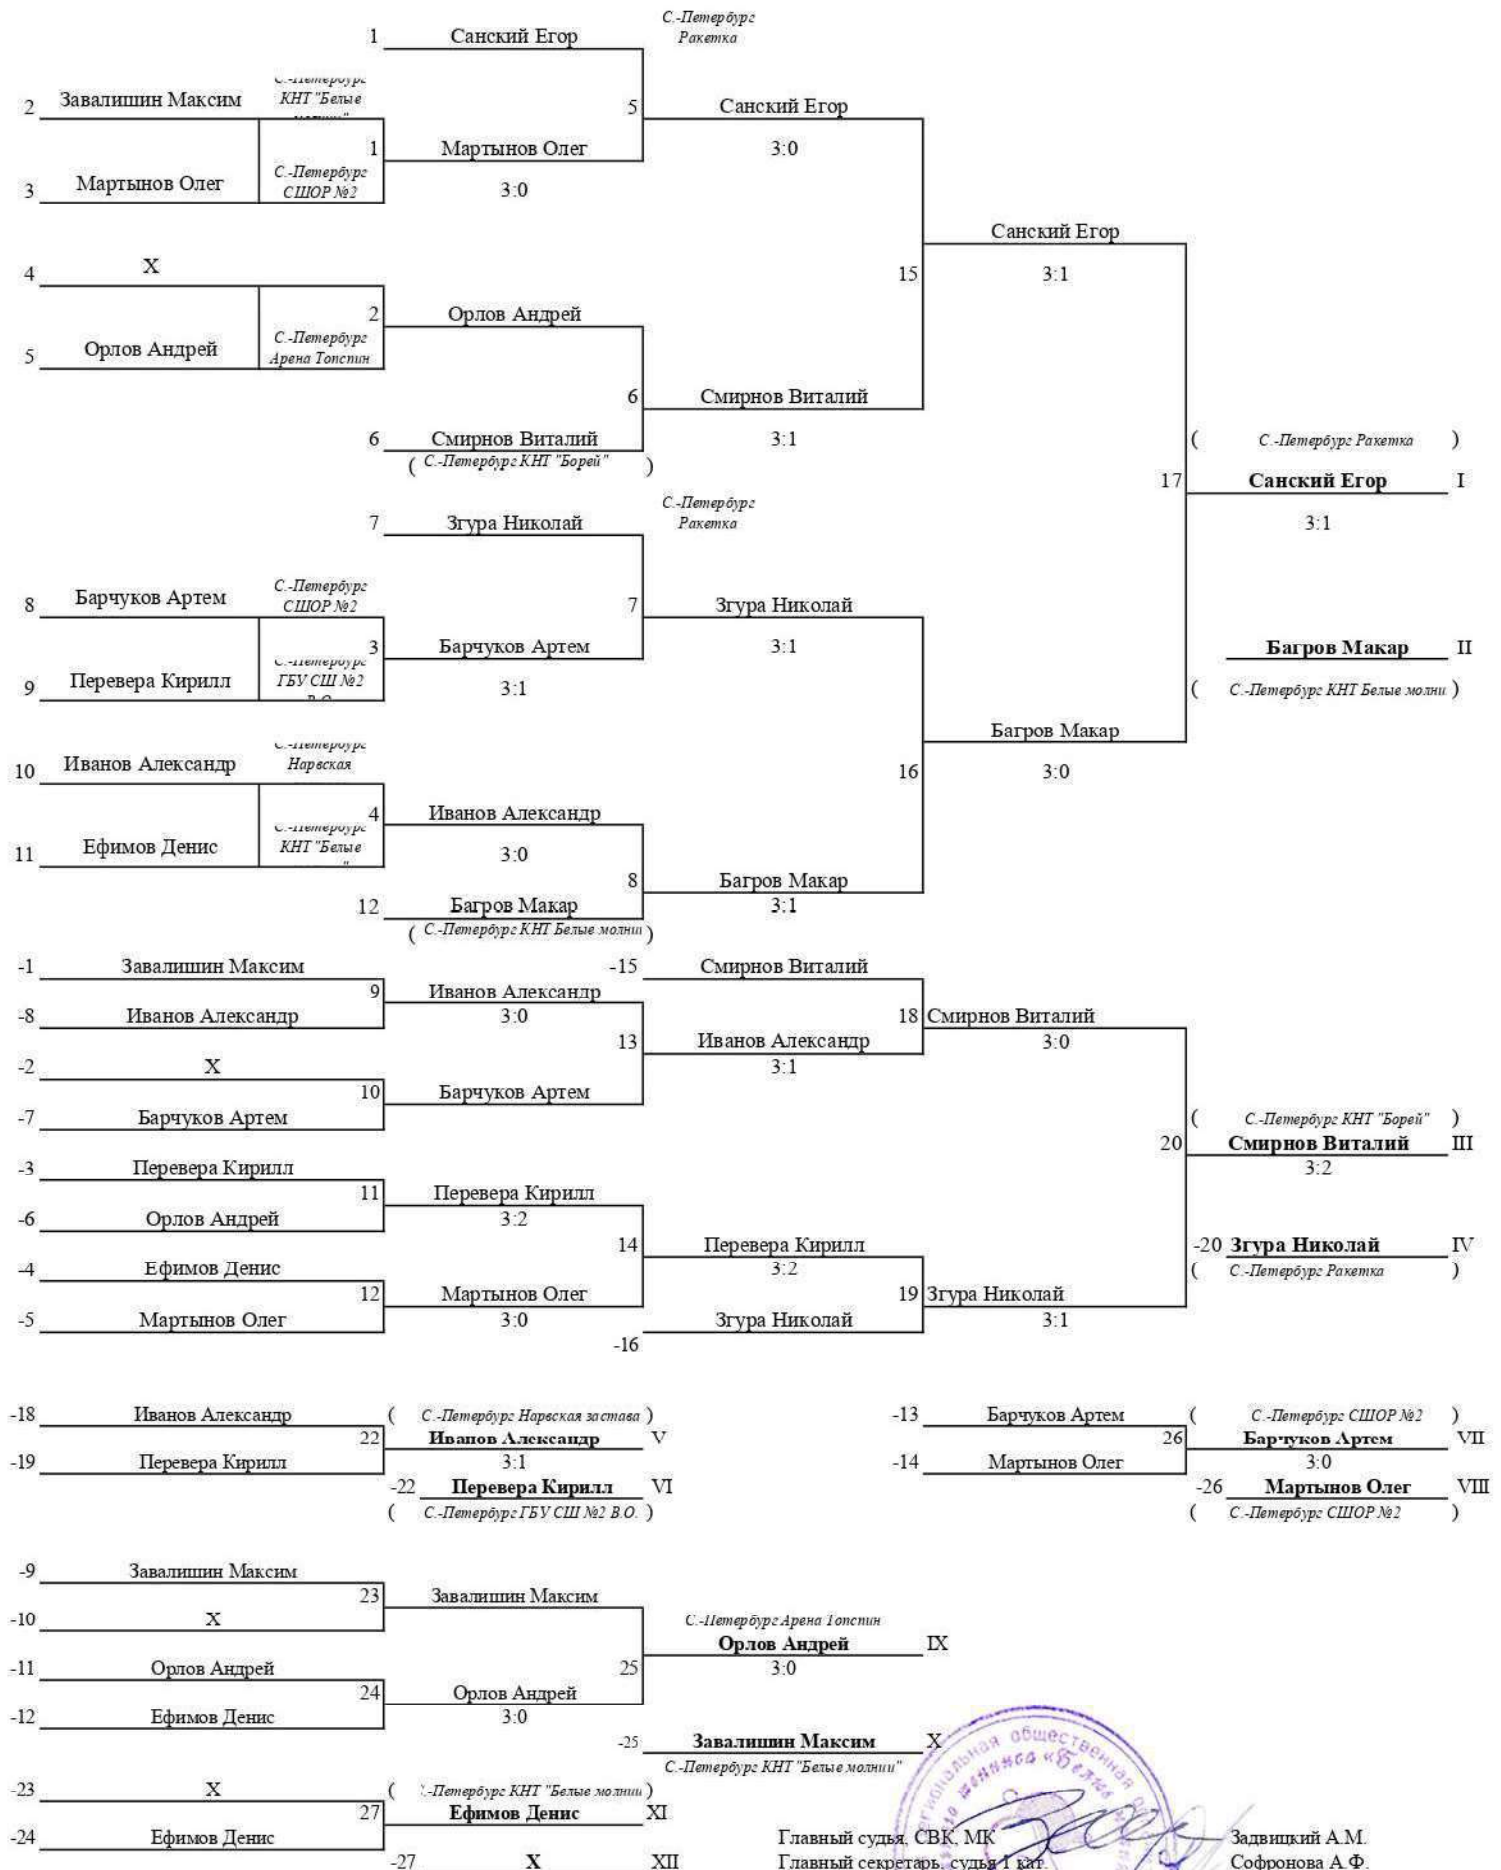 С.-Петербург
Ракетка
1 Санский Егор
2 Завалишин Максим КНТ "Белые
5 Санский Егор
1 Мартынов Олег 3:0
3 Мартынов Олег С.-Петербург СШОР №2
3:0
Санский Егор
4 X
15 3:1
2 Орлов Андрей
5 Орлов Андрей С.-Петербург Арена Топспин
6 Смирнов Виталий
6 Смирнов Виталий 3:1
( С.-Петербург КНТ "Борей" )
( С.-Петербург Ракетка )
17 Санский Егор I
3:1
С.-Петербург
Ракетка
7 Згура Николай
8 Барчуков Артем С.-Петербург СШОР №2
7 Згура Николай
3 Барчуков Артем 3:1
9 Перевера Кирилл С.-Петербург ГБУ СШ №2 В.О.
3:1
Багров Макар II
( С.-Петербург КНТ Белые молни )
Багров Макар
10 Иванов Александр С.-Петербург Нарвская
16 3:0
4 Иванов Александр
11 Ефимов Денис С.-Петербург КНТ "Белые
3:0
8 Багров Макар
12 Багров Макар 3:1
( С.-Петербург КНТ Белые молни )
-1 Завалишин Максим -15 Смирнов Виталий
9 Иванов Александр
-8 Иванов Александр 3:0 18 Смирнов Виталий
13 Иванов Александр 3:0
-2 X 3:1
10 Барчуков Артем
-7 Барчуков Артем ( С.-Петербург КНТ "Борей" )
20 Смирнов Виталий III
-3 Перевера Кирилл 3:2
11 Перевера Кирилл
-6 Орлов Андрей 3:2
14 Перевера Кирилл -20 Згура Николай IV
-4 Ефимов Денис 3:2 ( С.-Петербург Ракетка )
12 Мартынов Олег 19 Згура Николай
-5 Мартынов Олег 3:0 Згура Николай 3:1
-16
-18 Иванов Александр ( С.-Петербург Нарвская застава ) -13 Барчуков Артем ( С.-Петербург СШОР №2 )
22 Иванов Александр V 26 Барчуков Артем VII
-19 Перевера Кирилл 3:1 -14 Мартынов Олег 3:0
-22 Перевера Кирилл VI -26 Мартынов Олег VIII
( С.-Петербург ГБУ СШ №2 В.О. ) ( С.-Петербург СШОР №2 )
-9 Завалишин Максим
23 Завалишин Максим
-10 X С.-Петербург Арена Топспин
Орлов Андрей IX
-11 Орлов Андрей 25 3:0
24 Орлов Андрей
-12 Ефимов Денис 3:0
-25 Завалишин Максим X
С.-Петербург КНТ "Белые молнии"
-23 X ( С.-Петербург КНТ "Белые молнии )
27 Ефимов Денис XI
-24 Ефимов Денис Главный судья, СВК, МК Задвицкий А.М.
-27 X XII Главный секретарь, судья 1 кат. Софронова А.Ф.